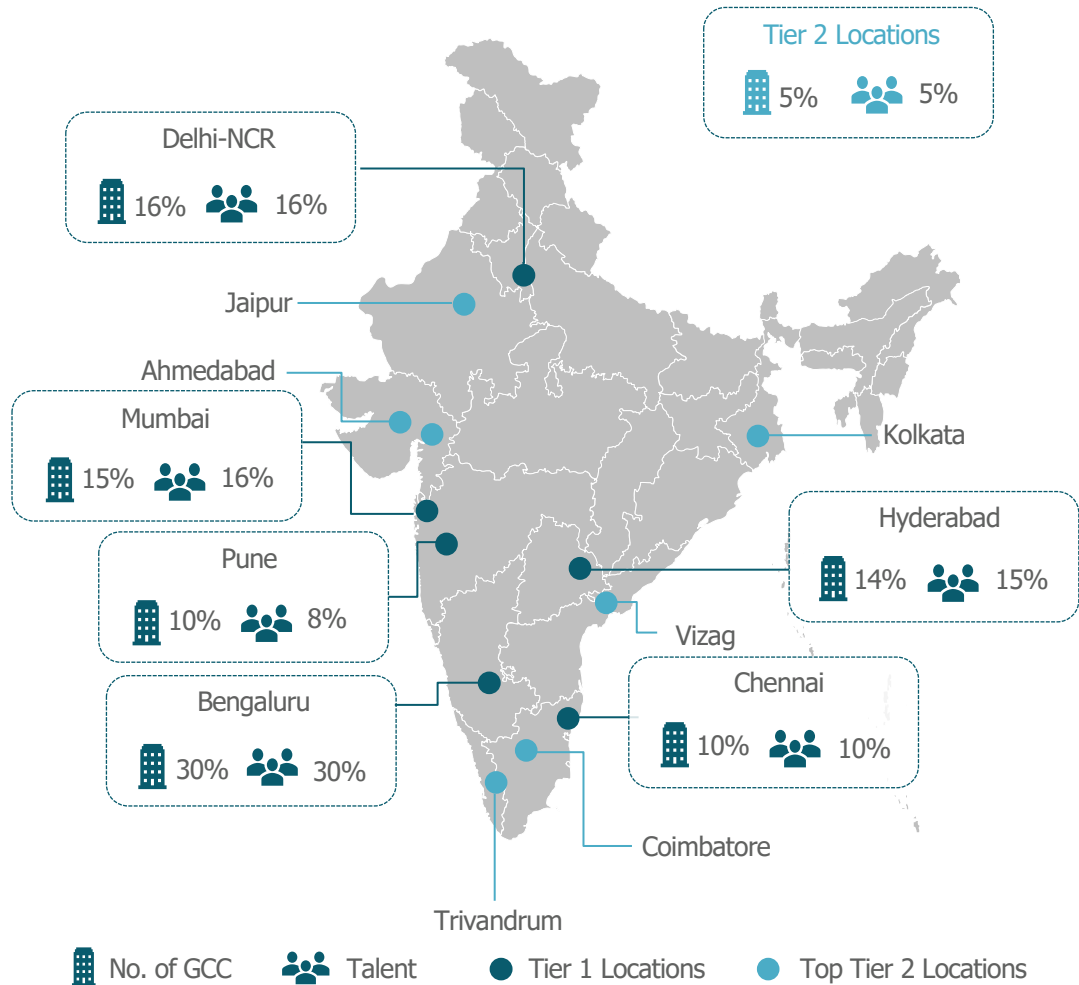 Tier 2 Locations
5% 5%
Delhi-NCR
16% 16%
Jaipur
Ahmedabad
Mumbai
15% 16%
Kolkata
Hyderabad
14% 15%
Pune
10% 8%
Vizag
Bengaluru
30% 30%
Chennai
10% 10%
Coimbatore
Trivandrum
No. of GCC Talent Tier 1 Locations Top Tier 2 Locations